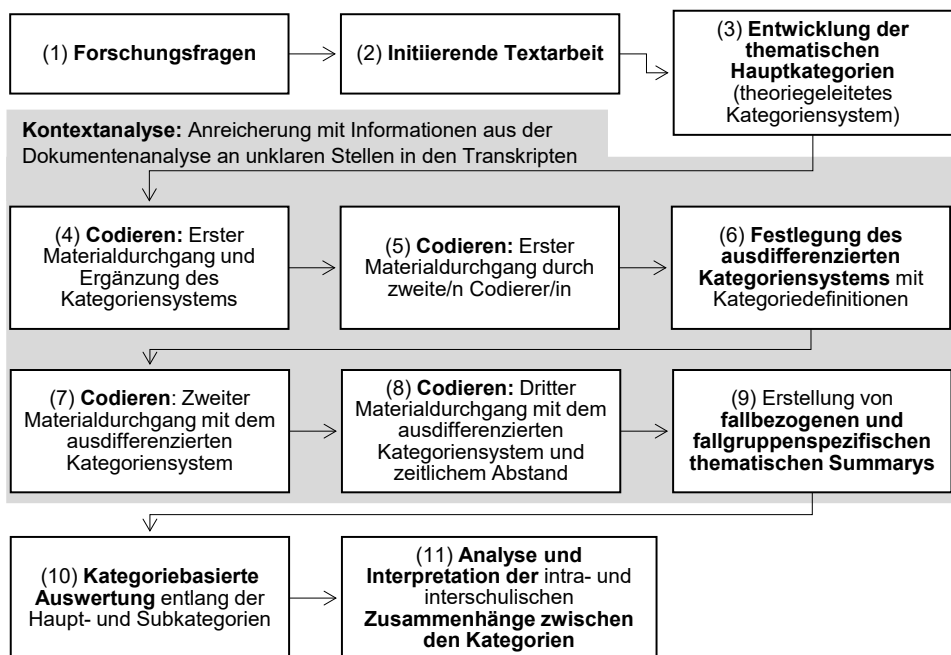 (1) Forschungsfragen
(2) Initiierende Textarbeit
(3) Entwicklung der
thematischen
Hauptkategorien
(theoriegeleitetes
Kategoriensystem)
Kontextanalyse: Anreicherung mit Informationen aus der
Dokumentenanalyse an unklaren Stellen in den Transkripten
(4) Codieren: Erster
Materialdurchgang und
Ergänzung des
Kategoriensystems
(5) Codieren: Erster
Materialdurchgang durch
zweite/n Codierer/in
(6) Festlegung des
ausdifferenzierten
Kategoriensystems mit
Kategoriedefinitionen
(7) Codieren: Zweiter
Materialdurchgang mit dem
ausdifferenzierten
Kategoriensystem
(8) Codieren: Dritter
Materialdurchgang mit dem
ausdifferenzierten
Kategoriensystem und
zeitlichem Abstand
(9) Erstellung von
fallbezogenen und
fallgruppenspezifischen
thematischen Summarys
(10) Kategoriebasierte
Auswertung entlang der
Haupt- und Subkategorien
(11) Analyse und
Interpretation der intra- und
interschulischen
Zusammenhänge zwischen
den Kategorien